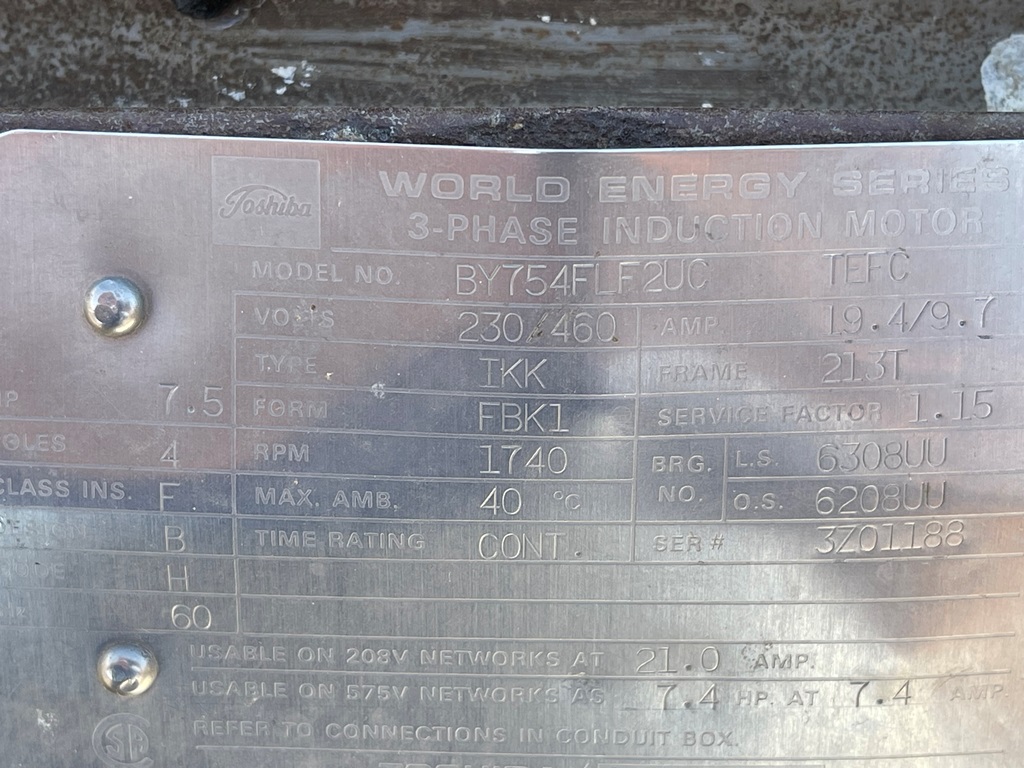 Toshiba
WORLD ENERGY SERIES
3-PHASE INDUCTION MOTOR
MODEL NO. BY754FLF2UC TEFC
VOLTS 230/460 AMP. 19.4/9.7
TYPE IKK FRAME 213T
7.5 FORM FBK1 SERVICE FACTOR 1.15
4 RPM 1740 BRG. L.S. 6308UU
CLASS INS. F MAX. AMB. 40 °C NO. O.S. 6208UU
B TIME RATING CONT. SER # 3Z01188
H
60
USABLE ON 208V NETWORKS AT 21.0 AMP.
USABLE ON 575V NETWORKS AS 7.4 HP. AT 7.4 AMP
REFER TO CONNECTIONS IN CONDUIT BOX.
SA